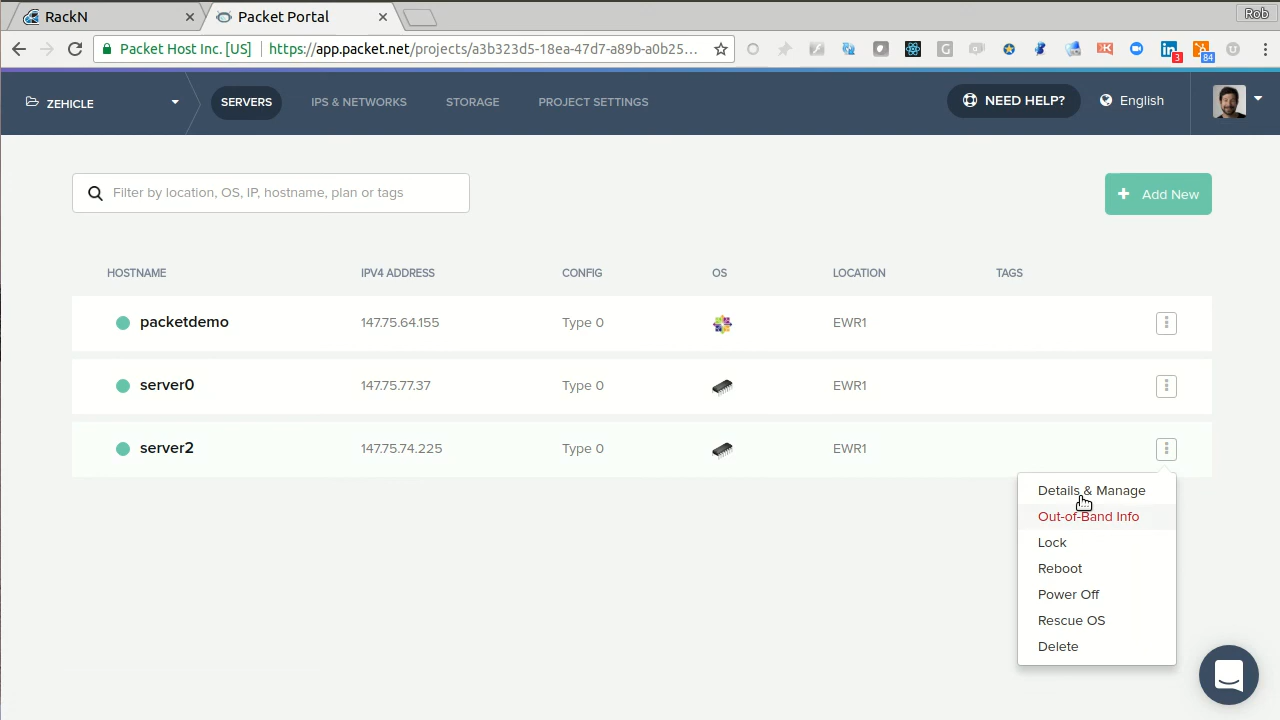 RackN
Packet Portal
Rob
Packet Host Inc. [US]
https://app.packet.net/projects/a3b323d5-18ea-47d7-a89b-a0b25...
3
84
ZEHICLE
SERVERS
IPS & NETWORKS
STORAGE
PROJECT SETTINGS
NEED HELP?
English
Filter by location, OS, IP, hostname, plan or tags
+ Add New
HOSTNAME IPV4 ADDRESS CONFIG OS LOCATION TAGS
packetdemo 147.75.64.155 Type 0 EWR1
server0 147.75.77.37 Type 0 EWR1
server2 147.75.74.225 Type 0 EWR1
Details & Manage
Out-of-Band Info
Lock
Reboot
Power Off
Rescue OS
Delete